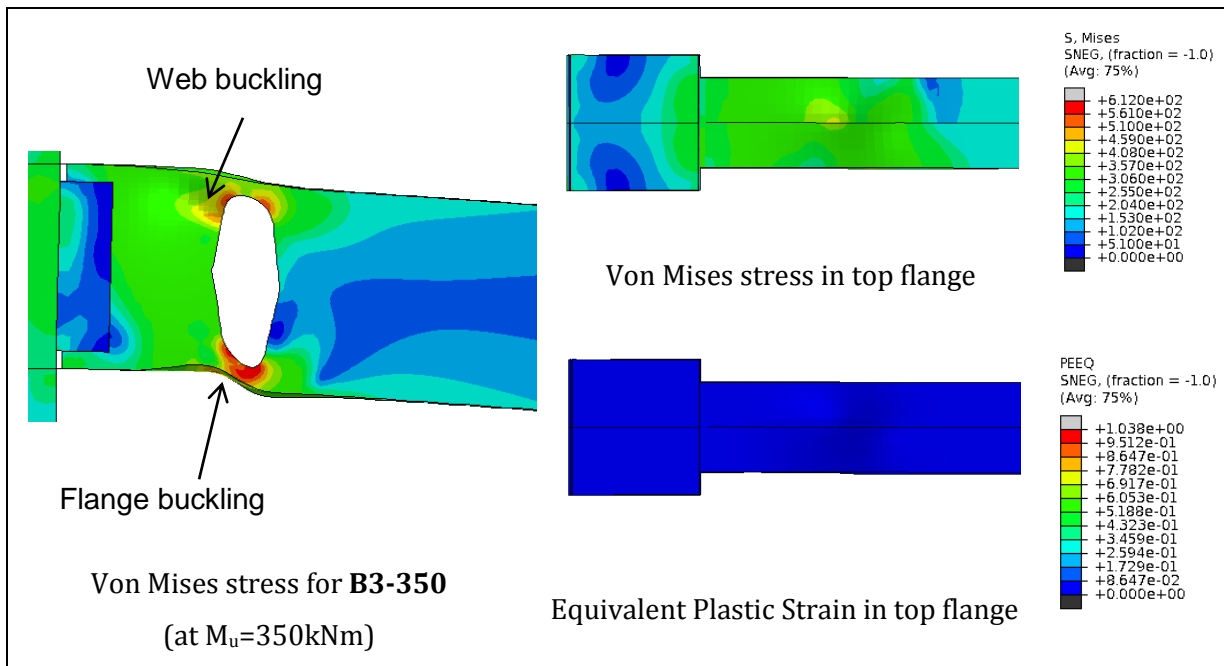 Web buckling
Flange buckling
Von Mises stress for B3-350
(at Mu=350kNm)
S, Mises
SNEG, (fraction = -1.0)
(Avg: 75%)
+6.120e+02
+5.610e+02
+5.100e+02
+4.590e+02
+4.080e+02
+3.570e+02
+3.060e+02
+2.550e+02
+2.040e+02
+1.530e+02
+1.020e+02
+5.100e+01
+0.000e+00
Von Mises stress in top flange
PEEQ
SNEG, (fraction = -1.0)
(Avg: 75%)
+1.038e+00
+9.512e-01
+8.647e-01
+7.782e-01
+6.917e-01
+6.053e-01
+5.188e-01
+4.323e-01
+3.459e-01
+2.594e-01
+1.729e-01
+8.647e-02
+0.000e+00
Equivalent Plastic Strain in top flange